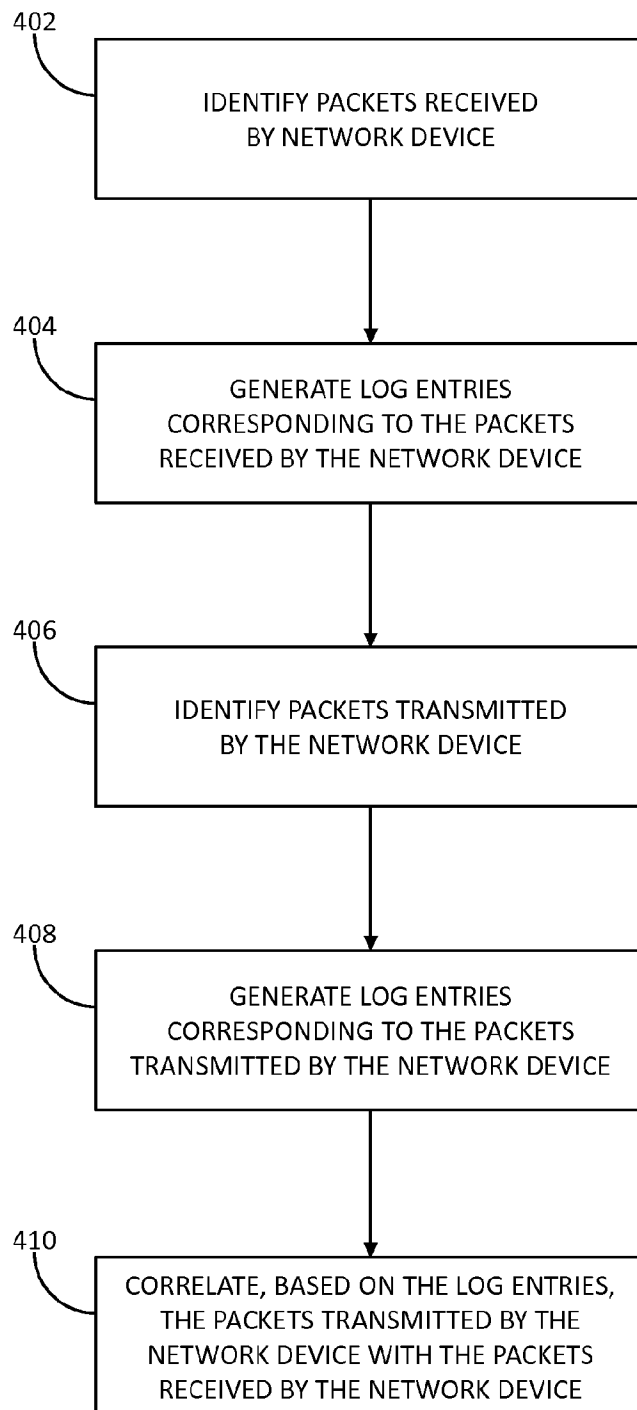 402
IDENTIFY PACKETS RECEIVED
BY NETWORK DEVICE
404
GENERATE LOG ENTRIES
CORRESPONDING TO THE PACKETS
RECEIVED BY THE NETWORK DEVICE
406
IDENTIFY PACKETS TRANSMITTED
BY THE NETWORK DEVICE
408
GENERATE LOG ENTRIES
CORRESPONDING TO THE PACKETS
TRANSMITTED BY THE NETWORK DEVICE
410
CORRELATE, BASED ON THE LOG ENTRIES,
THE PACKETS TRANSMITTED BY THE
NETWORK DEVICE WITH THE PACKETS
RECEIVED BY THE NETWORK DEVICE